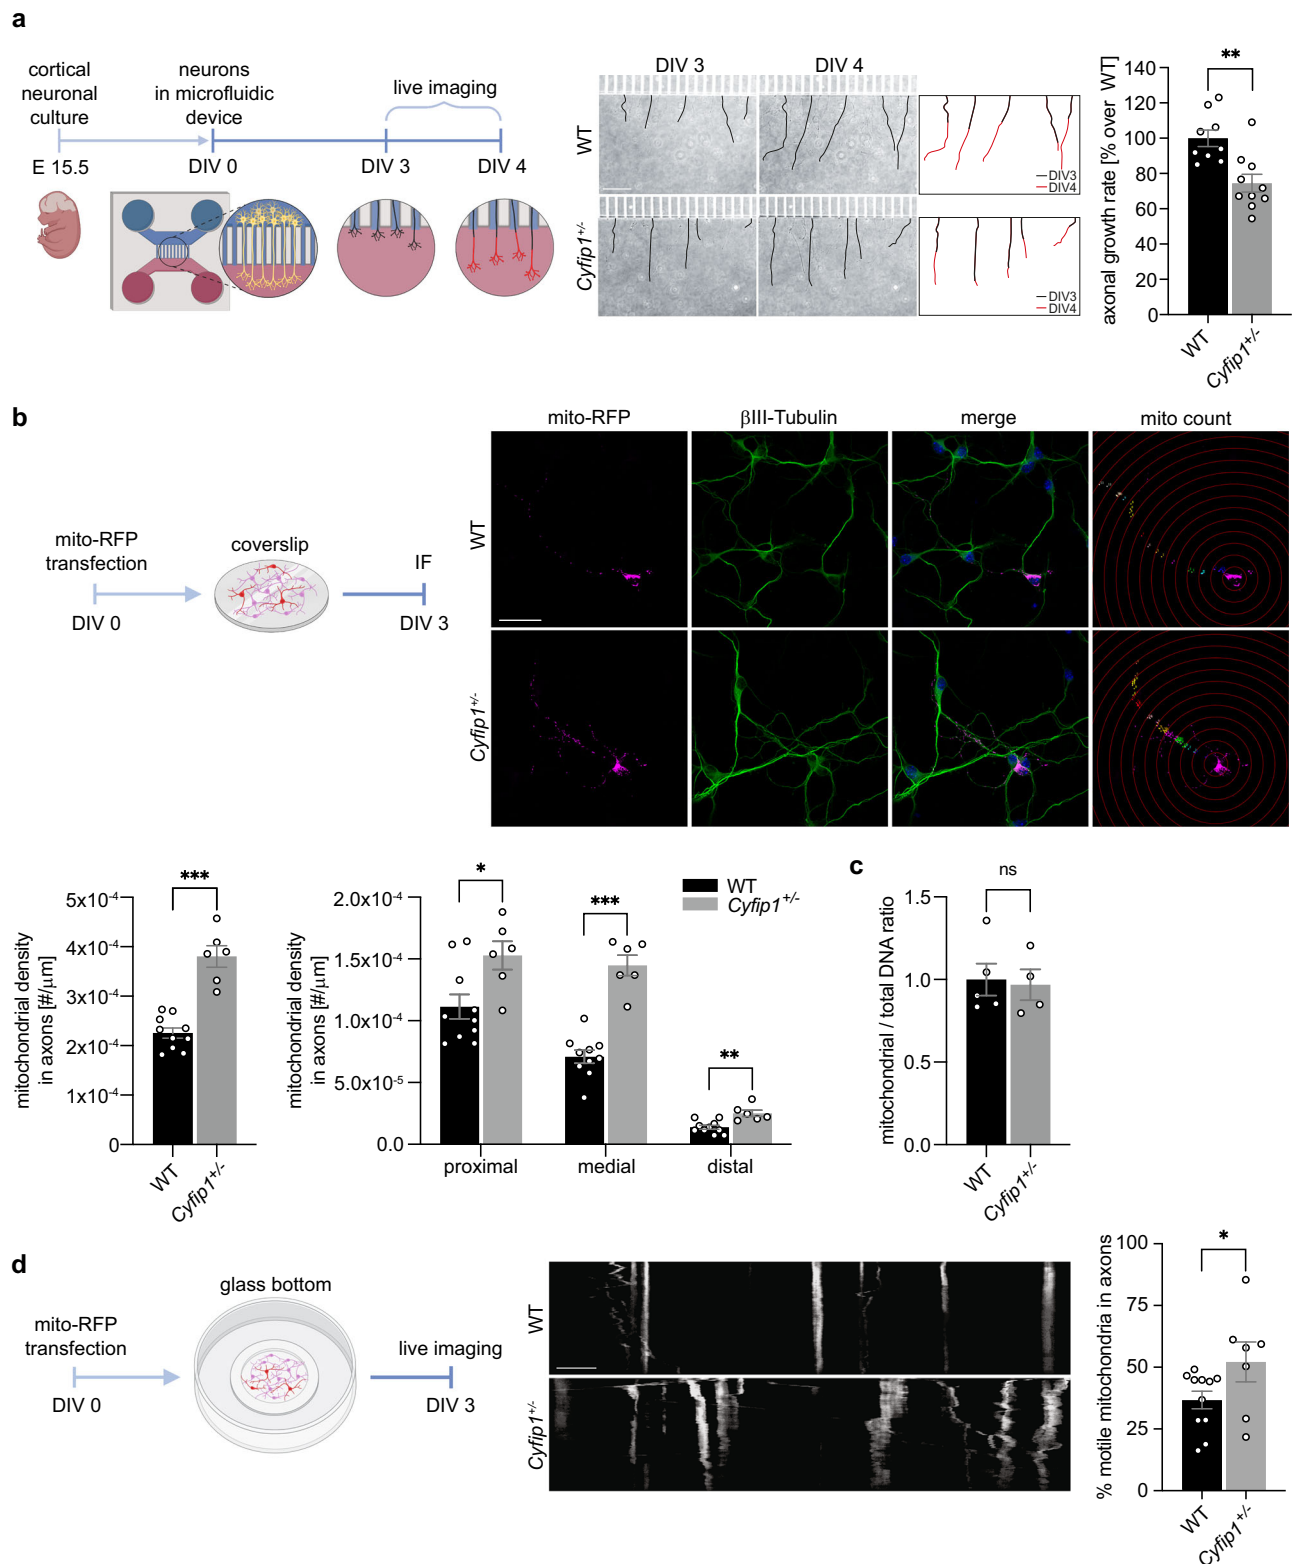 a
cortical
neuronal
culture
neurons
in microfluidic
device
live imaging
E 15.5
DIV 0
DIV 3
DIV 4
DIV 3
DIV 4
WT
Cyfip1+/-
DIV3
DIV4
DIV3
DIV4
**
axonal growth rate [% over WT]
140
120
100
80
60
40
20
0
WT
Cyfip1+/-
b
mito-RFP
transfection
DIV 0
coverslip
IF
DIV 3
mito-RFP
βIII-Tubulin
merge
mito count
WT
Cyfip1+/-
mitochondrial density
in axons [#/μm]
5x10-4
4x10-4
3x10-4
2x10-4
1x10-4
0
***
WT
Cyfip1+/-
mitochondrial density
in axons [#/μm]
2.0x10-4
1.5x10-4
1.0x10-4
5.0x10-5
0.0
*
***
**
proximal
medial
distal
WT
Cyfip1+/-
c
mitochondrial / total DNA ratio
1.5
1.0
0.5
0.0
ns
WT
Cyfip1+/-
d
mito-RFP
transfection
DIV 0
glass bottom
live imaging
DIV 3
WT
Cyfip1+/-
% motile mitochondria in axons
100
75
50
25
0
*
WT
Cyfip1+/-